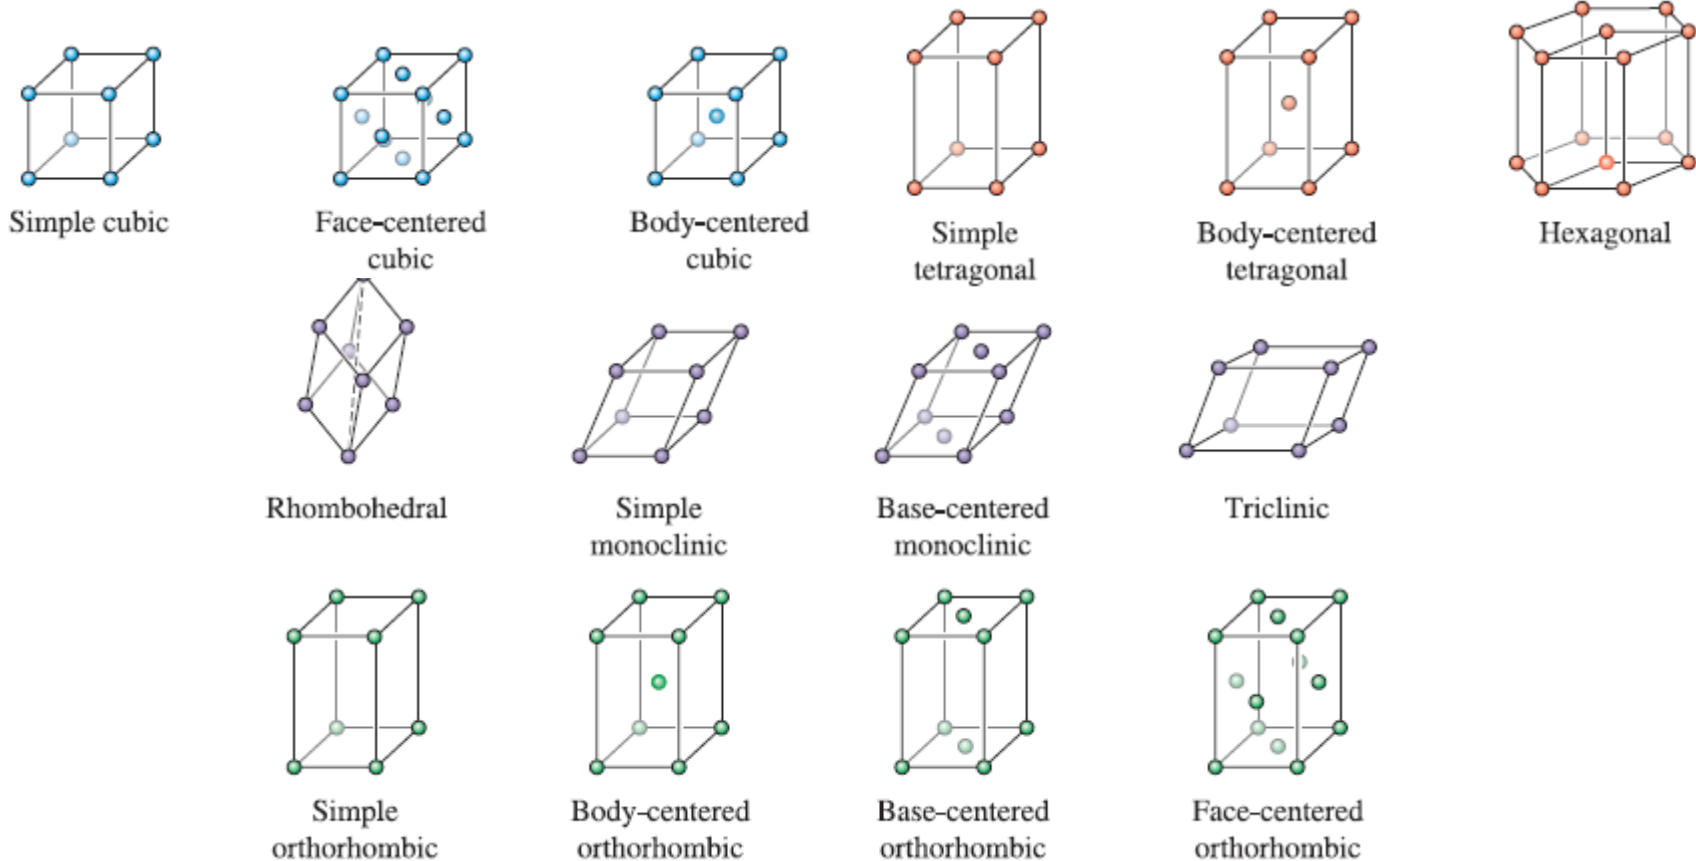 Simple cubic
Face-centered
cubic
Body-centered
cubic
Simple
tetragonal
Body-centered
tetragonal
Hexagonal
Rhombohedral
Simple
monoclinic
Base-centered
monoclinic
Triclinic
Simple
orthorhombic
Body-centered
orthorhombic
Base-centered
orthorhombic
Face-centered
orthorhombic